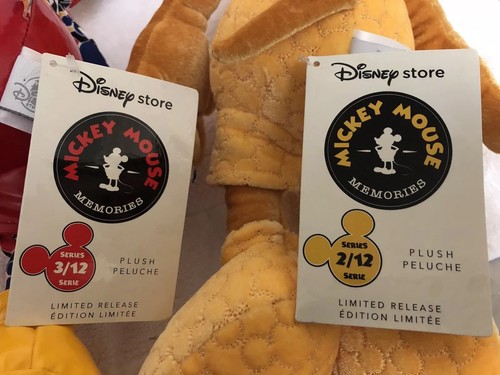 Disney store
MICKEY MOUSE
MEMORIES
SERIES
3/12
SERIE
PLUSH
PELUCHE
LIMITED RELEASE
ÉDITION LIMITÉE
Disney store
MICKEY MOUSE
MEMORIES
SERIES
2/12
SERIE
PLUSH
PELUCHE
LIMITED RELEASE
ÉDITION LIMITÉE